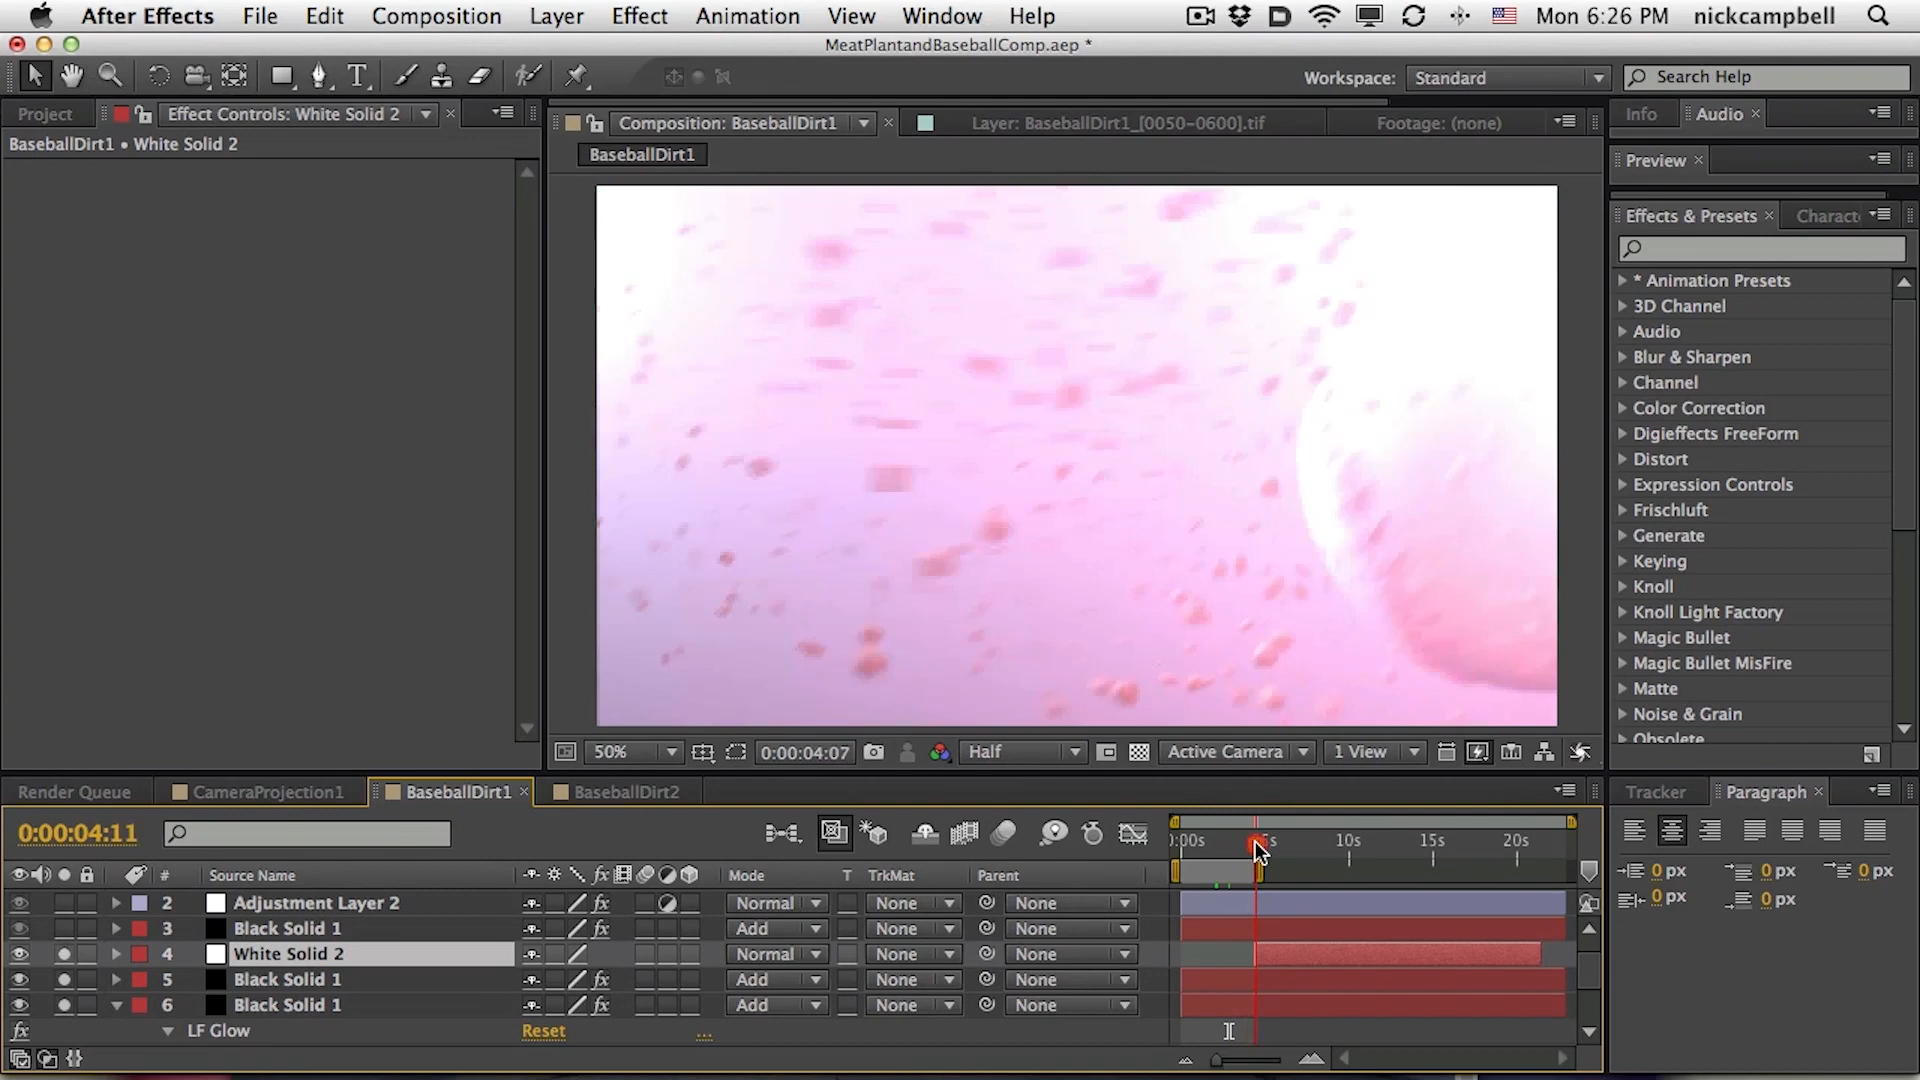 After Effects File Edit Composition Layer Effect Animation View Window Help Mon 6:26 PM nickcampbell
MeatPlantandBaseballComp.aep *
Workspace: Standard Search Help
Project Effect Controls: White Solid 2 Composition: BaseballDirt1 Layer: BaseballDirt1_[0050-0600].tif Footage: (none) Info Audio
BaseballDirt1 • White Solid 2
BaseballDirt1
Preview
Effects & Presets Charact
* Animation Presets
3D Channel
Audio
Blur & Sharpen
Channel
Color Correction
Digieffects FreeForm
Distort
Expression Controls
Frischluft
Generate
Keying
Knoll
Knoll Light Factory
Magic Bullet
Magic Bullet MisFire
Matte
Noise & Grain
Obsolete
50% 0:00:04:07 Half Active Camera 1 View
Render Queue CameraProjection1 BaseballDirt1 BaseballDirt2 Tracker Paragraph
0:00:04:11 ):00s 5s 10s 15s 20s
# Source Name fx Mode T TrkMat Parent
2 Adjustment Layer 2 fx Normal None None
3 Black Solid 1 fx Add None None
4 White Solid 2 Normal None None
5 Black Solid 1 fx Add None None
6 Black Solid 1 fx Add None None
fx LF Glow Reset ...
0 px 0 px 0 px
0 px 0 px